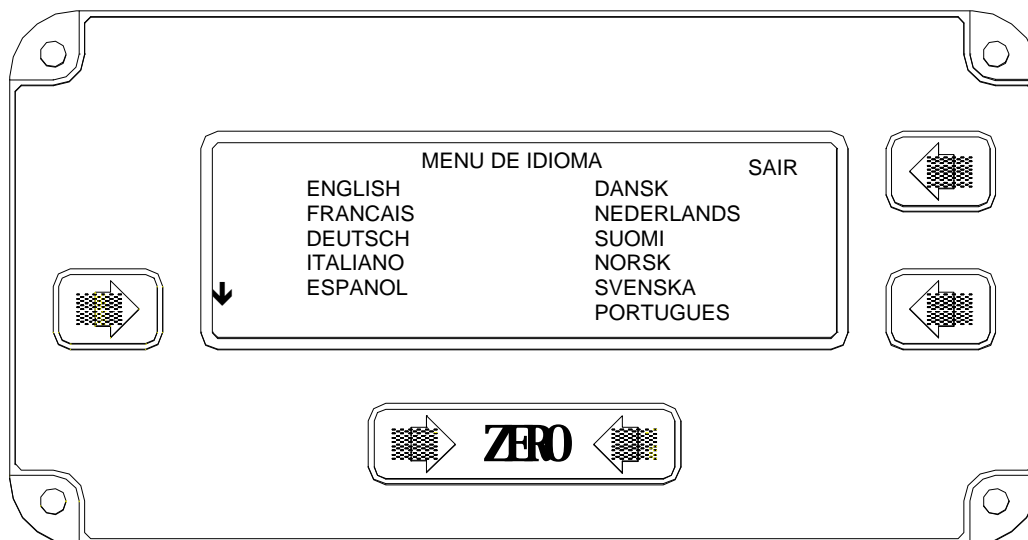 MENU DE IDIOMA
SAIR
ENGLISH DANSK
FRANCAIS NEDERLANDS
DEUTSCH SUOMI
ITALIANO NORSK
ESPANOL SVENSKA
PORTUGUES
ZERO